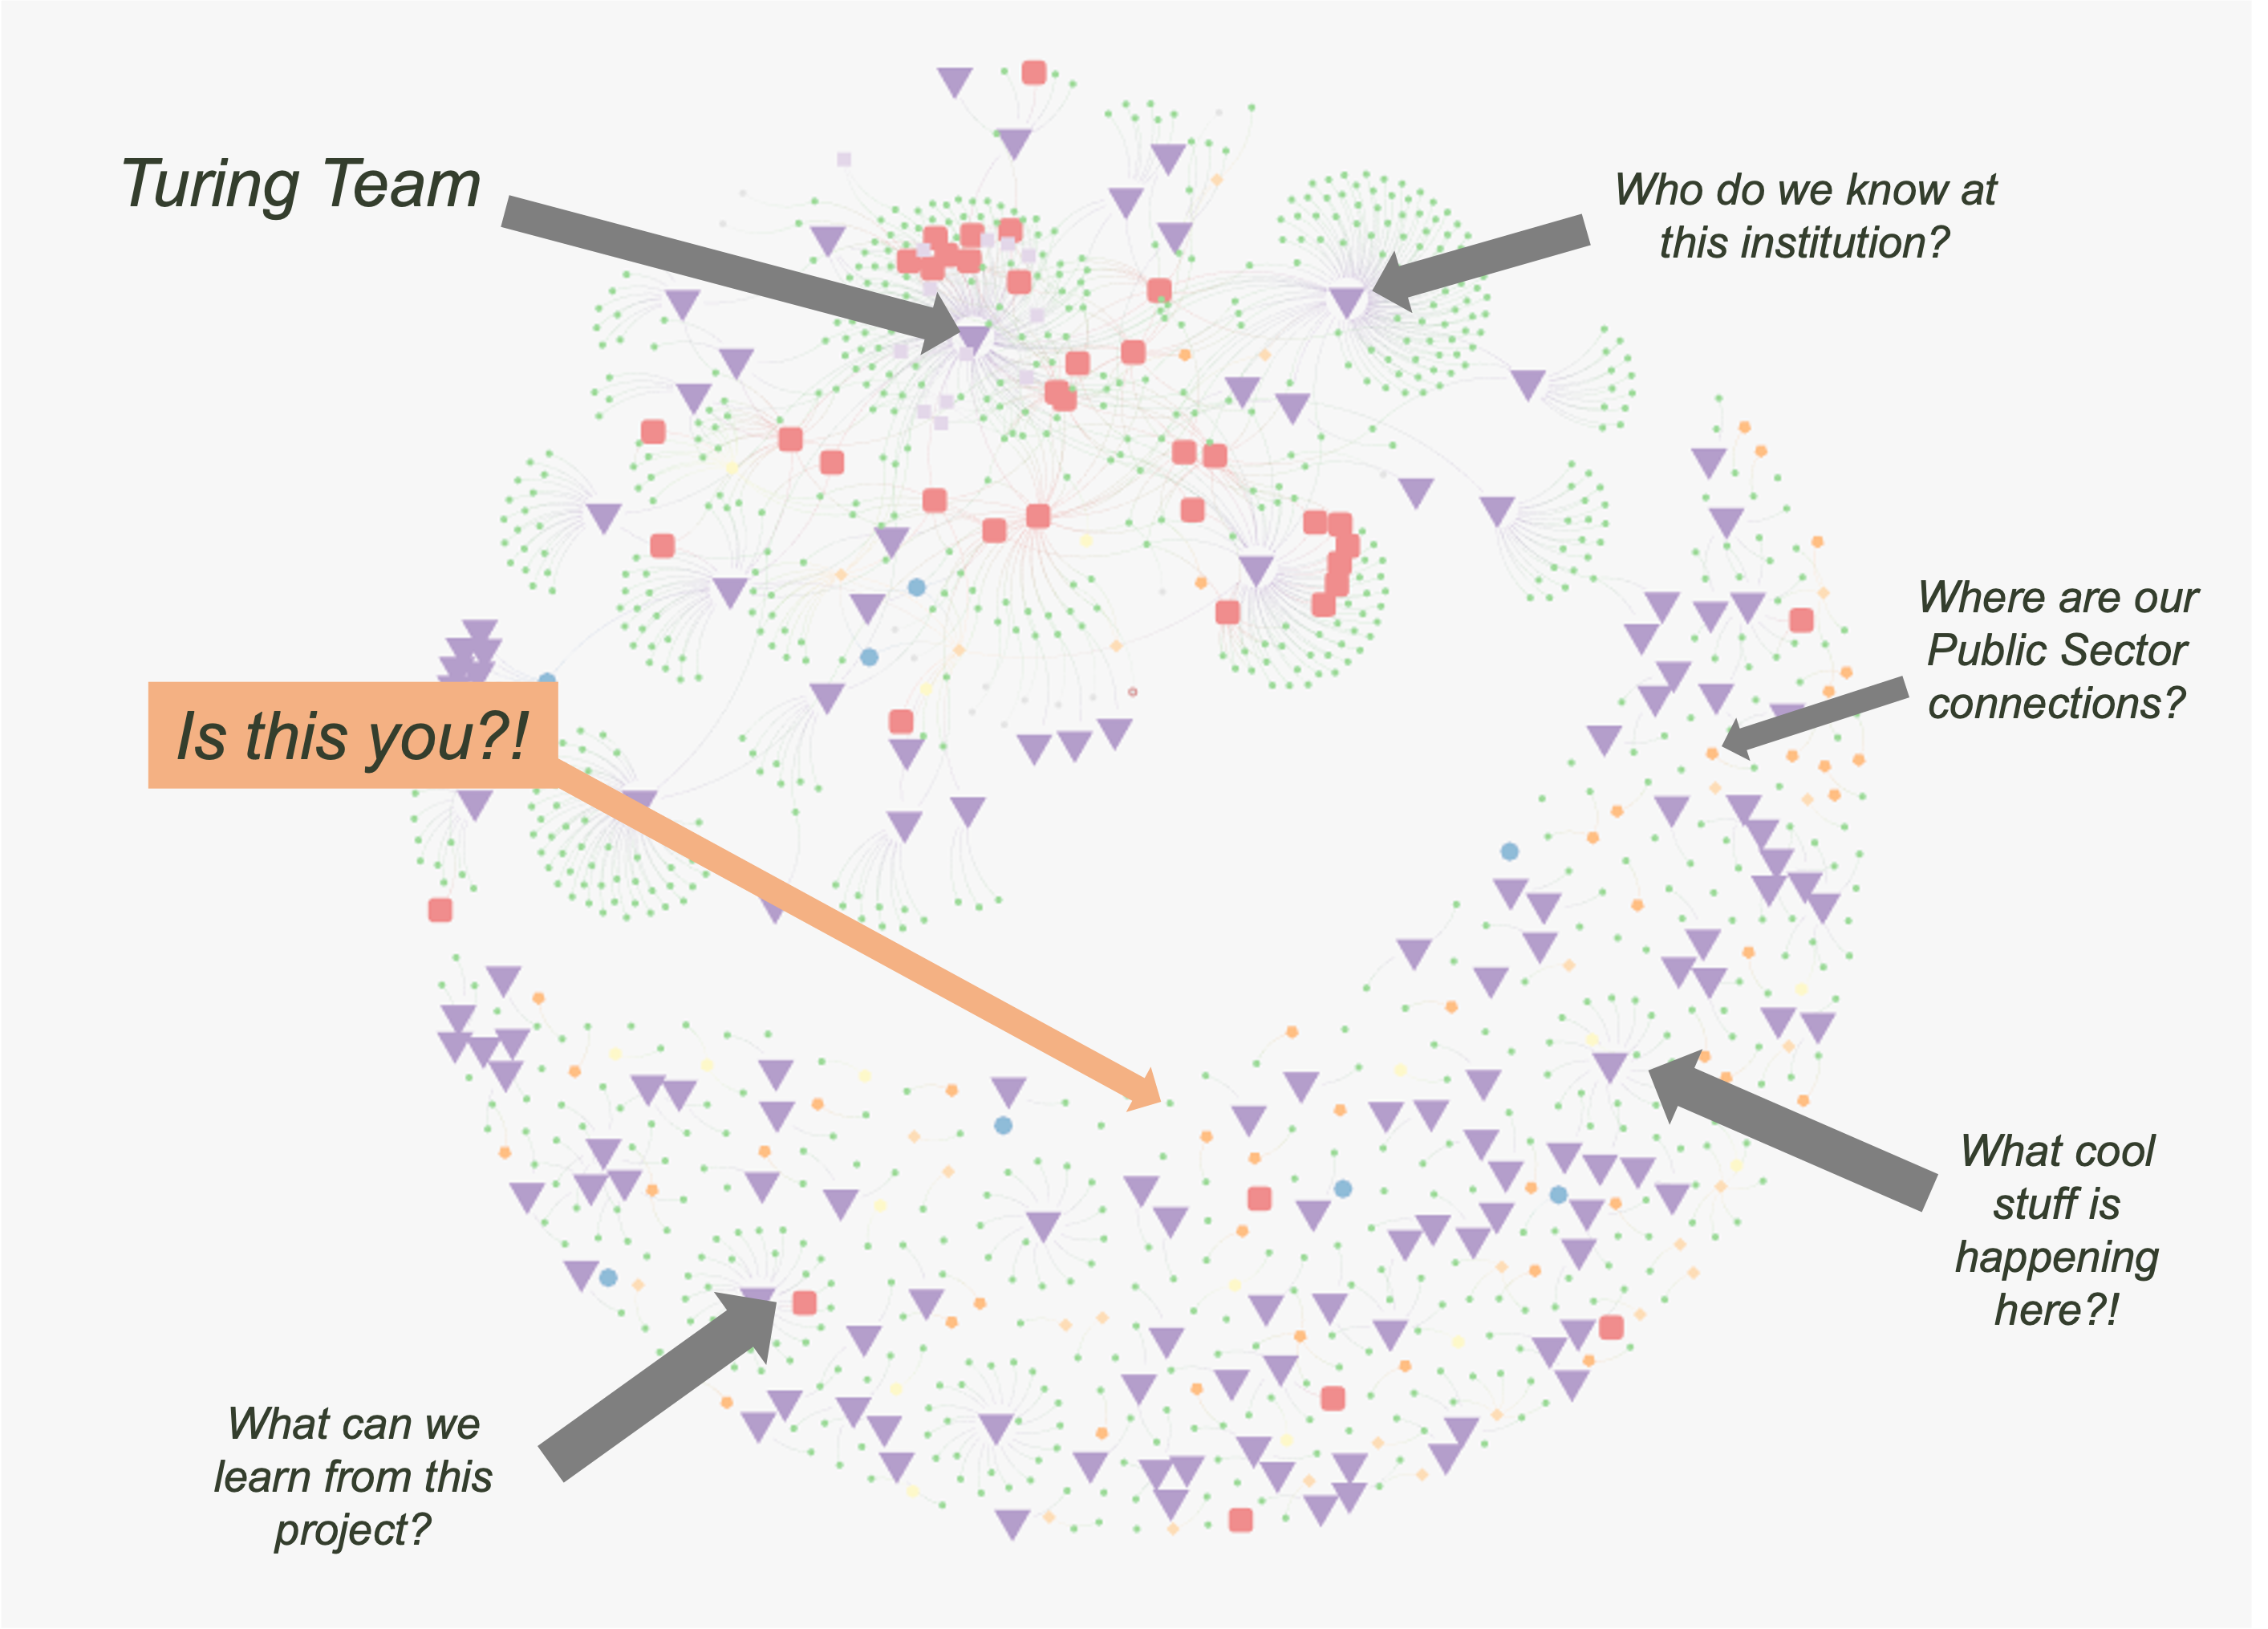 Turing Team
Who do we know at
this institution?
Where are our
Public Sector
connections?
Is this you?!
What cool
stuff is
happening
here?!
What can we
learn from this
project?